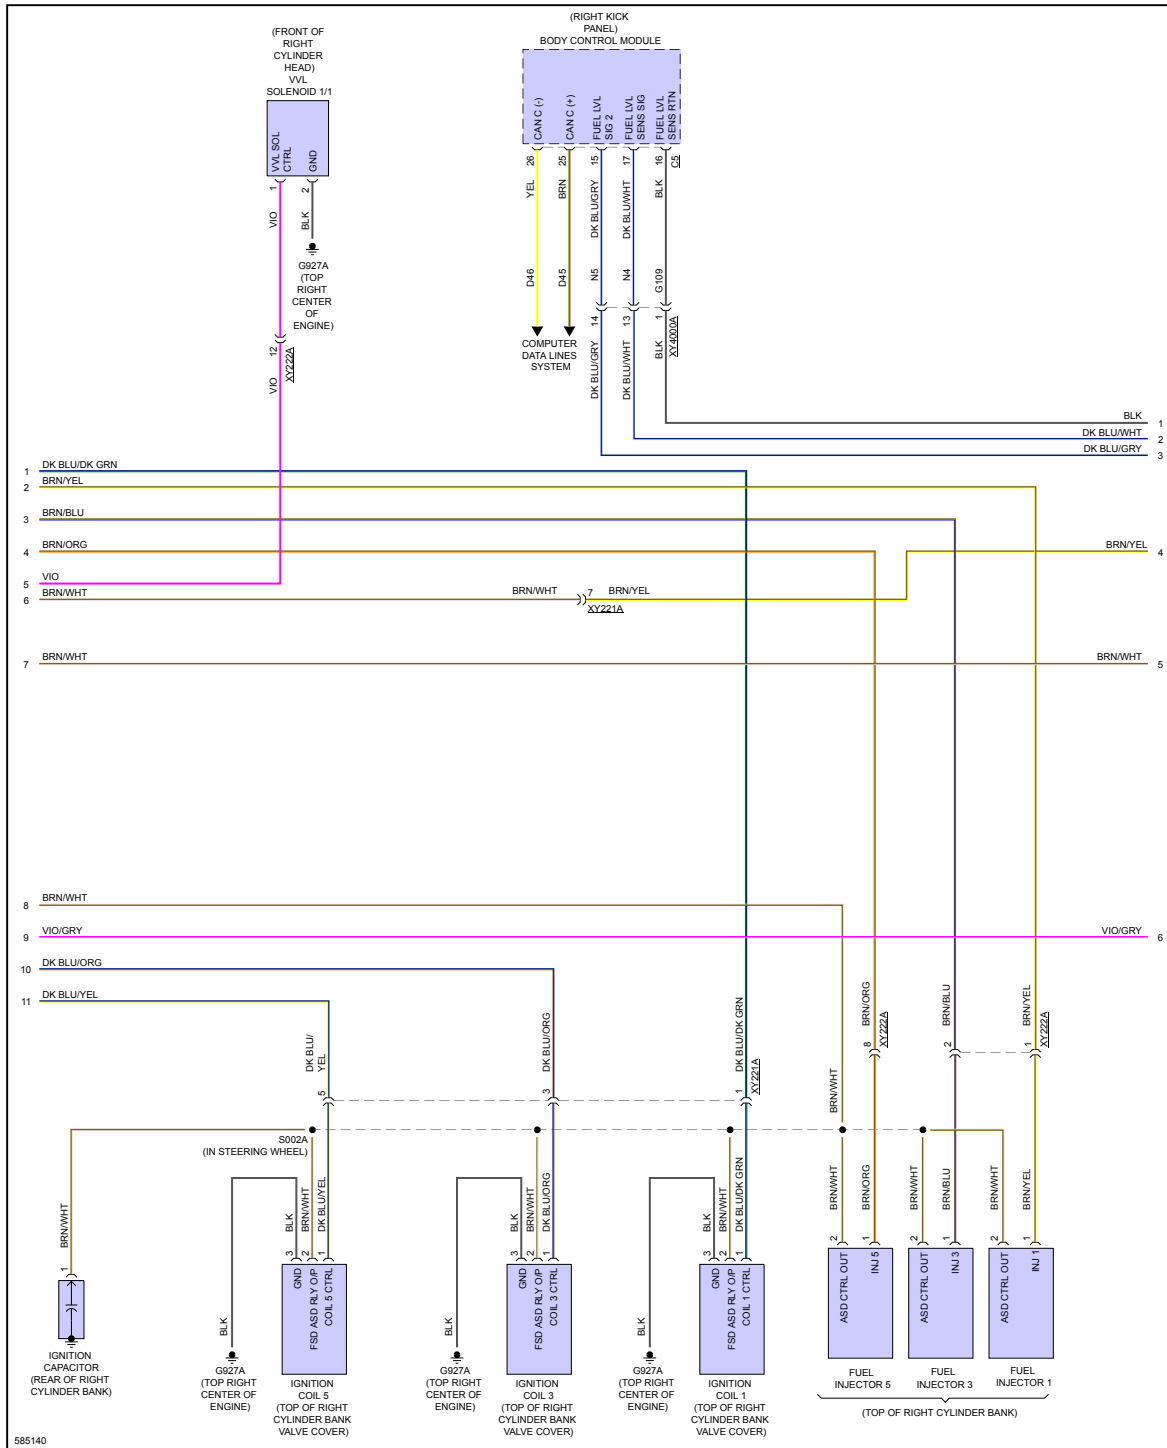 (FRONT OF
RIGHT
CYLINDER
HEAD)
VVL
SOLENOID 1/1
VVL SOL
CTRL
GND
1
2
VIO
BLK
G927A
(TOP
RIGHT
CENTER
OF
ENGINE)
12
XY222A
VIO
(RIGHT KICK
PANEL)
BODY CONTROL MODULE
CAN C (-)
CAN C (+)
FUEL LVL
SIG 2
FUEL LVL
SENS SIG
FUEL LVL
SENS RTN
26
25
15
17
16
C5
YEL
BRN
DK BLU/GRY
DK BLU/WHT
BLK
D46
D45
N5
N4
G109
14
13
1
XY4000A
COMPUTER
DATA LINES
SYSTEM
DK BLU/GRY
DK BLU/WHT
BLK
BLK 1
DK BLU/WHT 2
DK BLU/GRY 3
1 DK BLU/DK GRN
2 BRN/YEL
3 BRN/BLU
4 BRN/ORG
BRN/YEL 4
5 VIO
6 BRN/WHT
BRN/WHT
7
BRN/YEL
XY221A
7 BRN/WHT
BRN/WHT 5
8 BRN/WHT
9 VIO/GRY
VIO/GRY 6
10 DK BLU/ORG
11 DK BLU/YEL
DK BLU/
YEL
DK BLU/ORG
DK BLU/DK GRN
BRN/ORG
BRN/BLU
BRN/YEL
8
XY222A
2
1
XY222A
5
3
1
XY221A
BRN/WHT
S002A
(IN STEERING WHEEL)
BRN/WHT
1
IGNITION
CAPACITOR
(REAR OF RIGHT
CYLINDER BANK)
BLK
G927A
(TOP RIGHT
CENTER OF
ENGINE)
BLK
BRN/WHT
DK BLU/YEL
3
2
1
GND
FSD ASD RLY O/P
COIL 5 CTRL
IGNITION
COIL 5
(TOP OF RIGHT
CYLINDER BANK
VALVE COVER)
BLK
G927A
(TOP RIGHT
CENTER OF
ENGINE)
BLK
BRN/WHT
DK BLU/ORG
3
2
1
GND
FSD ASD RLY O/P
COIL 3 CTRL
IGNITION
COIL 3
(TOP OF RIGHT
CYLINDER BANK
VALVE COVER)
BLK
G927A
(TOP RIGHT
CENTER OF
ENGINE)
BLK
BRN/WHT
DK BLU/DK GRN
3
2
1
GND
FSD ASD RLY O/P
COIL 1 CTRL
IGNITION
COIL 1
(TOP OF RIGHT
CYLINDER BANK
VALVE COVER)
BRN/WHT
BRN/ORG
2
1
ASD CTRL OUT
INJ 5
FUEL
INJECTOR 5
BRN/WHT
BRN/BLU
2
1
ASD CTRL OUT
INJ 3
FUEL
INJECTOR 3
BRN/WHT
BRN/YEL
2
1
ASD CTRL OUT
INJ 1
FUEL
INJECTOR 1
(TOP OF RIGHT CYLINDER BANK)
585140